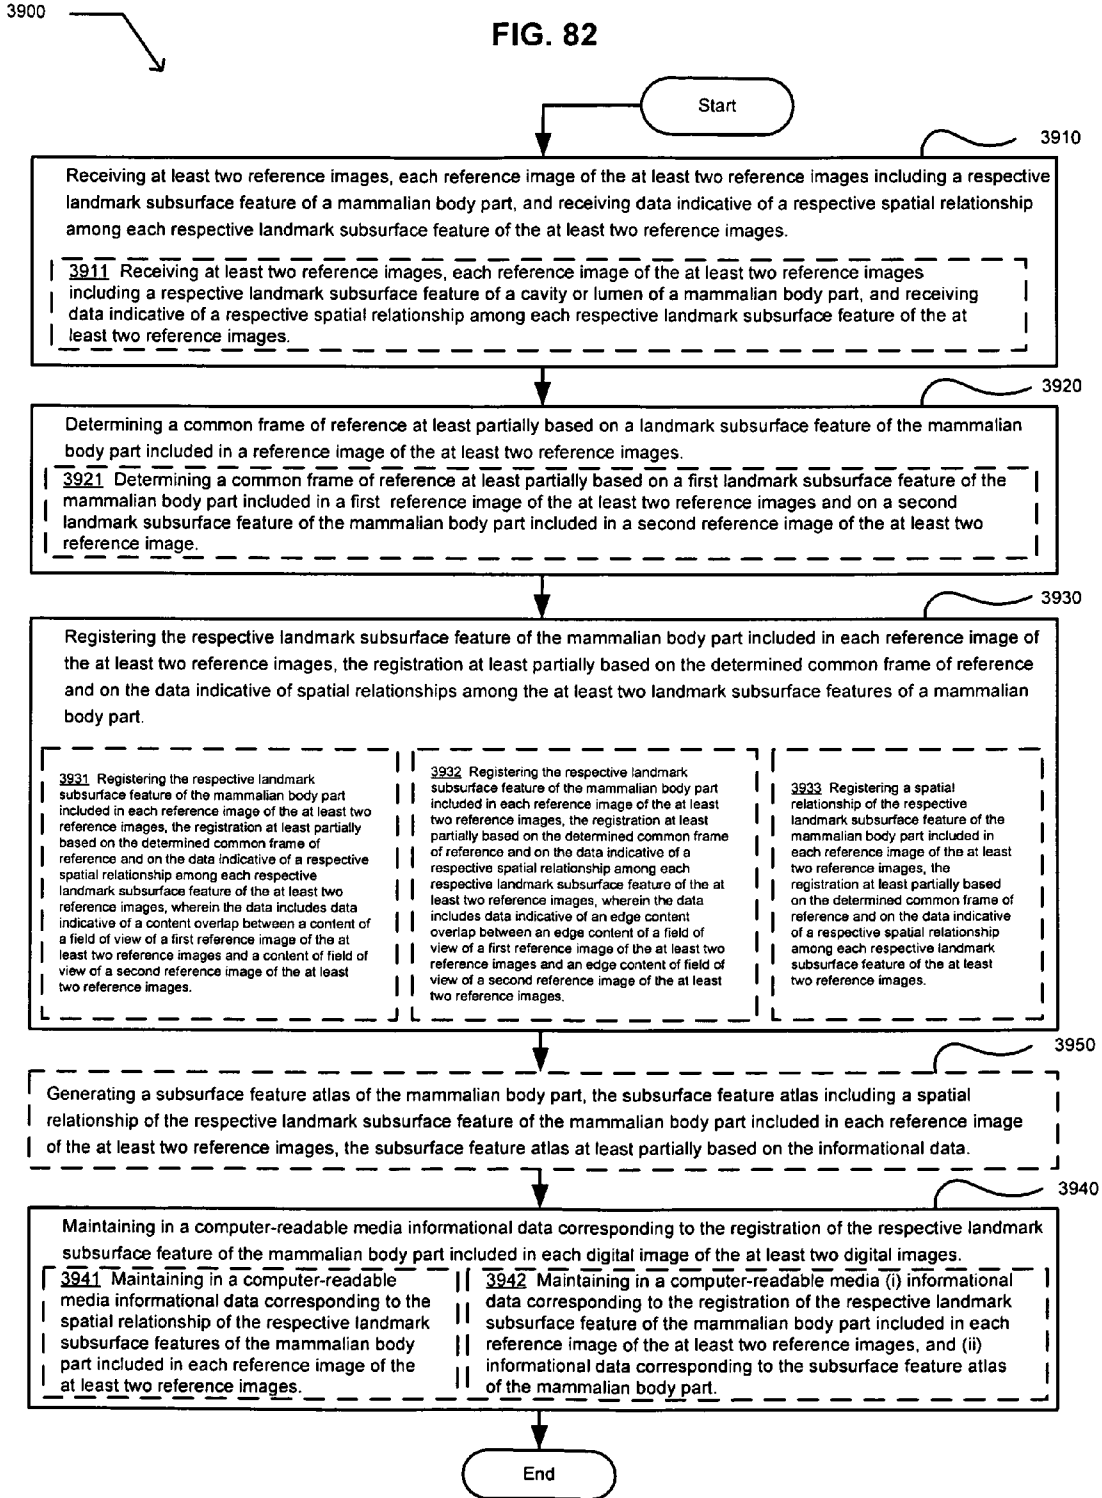 3900
FIG. 82
Start
3910
Receiving at least two reference images, each reference image of the at least two reference images including a respective
landmark subsurface feature of a mammalian body part, and receiving data indicative of a respective spatial relationship
among each respective landmark subsurface feature of the at least two reference images.
3911 Receiving at least two reference images, each reference image of the at least two reference images
including a respective landmark subsurface feature of a cavity or lumen of a mammalian body part, and receiving
data indicative of a respective spatial relationship among each respective landmark subsurface feature of the at
least two reference images.
3920
Determining a common frame of reference at least partially based on a landmark subsurface feature of the mammalian
body part included in a reference image of the at least two reference images.
3921 Determining a common frame of reference at least partially based on a first landmark subsurface feature of the
mammalian body part included in a first reference image of the at least two reference images and on a second
landmark subsurface feature of the mammalian body part included in a second reference image of the at least two
reference image.
3930
Registering the respective landmark subsurface feature of the mammalian body part included in each reference image of
the at least two reference images, the registration at least partially based on the determined common frame of reference
and on the data indicative of spatial relationships among the at least two landmark subsurface features of a mammalian
body part.
3931 Registering the respective landmark
subsurface feature of the mammalian body part
included in each reference image of the at least two
reference images, the registration at least partially
based on the determined common frame of
reference and on the data indicative of a respective
spatial relationship among each respective
landmark subsurface feature of the at least two
reference images, wherein the data includes data
indicative of a content overlap between a content of
a field of view of a first reference image of the at
least two reference images and a content of field of
view of a second reference image of the at least
two reference images.
3932 Registering the respective landmark
subsurface feature of the mammalian body part
included in each reference image of the at least
two reference images, the registration at least
partially based on the determined common frame
of reference and on the data indicative of a
respective spatial relationship among each
respective landmark subsurface feature of the at
least two reference images, wherein the data
includes data indicative of an edge content
overlap between an edge content of a field of
view of a first reference image of the at least two
reference images and an edge content of field of
view of a second reference image of the at least
two reference images.
3933 Registering a spatial
relationship of the respective
landmark subsurface feature of the
mammalian body part included in
each reference image of the at least
two reference images, the
registration at least partially based
on the determined common frame of
reference and on the data indicative
of a respective spatial relationship
among each respective landmark
subsurface feature of the at least
two reference images.
3950
Generating a subsurface feature atlas of the mammalian body part, the subsurface feature atlas including a spatial
relationship of the respective landmark subsurface feature of the mammalian body part included in each reference image
of the at least two reference images, the subsurface feature atlas at least partially based on the informational data.
3940
Maintaining in a computer-readable media informational data corresponding to the registration of the respective landmark
subsurface feature of the mammalian body part included in each digital image of the at least two digital images.
3941 Maintaining in a computer-readable
media informational data corresponding to the
spatial relationship of the respective landmark
subsurface features of the mammalian body
part included in each reference image of the
at least two reference images.
3942 Maintaining in a computer-readable media (i) informational
data corresponding to the registration of the respective landmark
subsurface feature of the mammalian body part included in each
reference image of the at least two reference images, and (ii)
informational data corresponding to the subsurface feature atlas
of the mammalian body part.
End